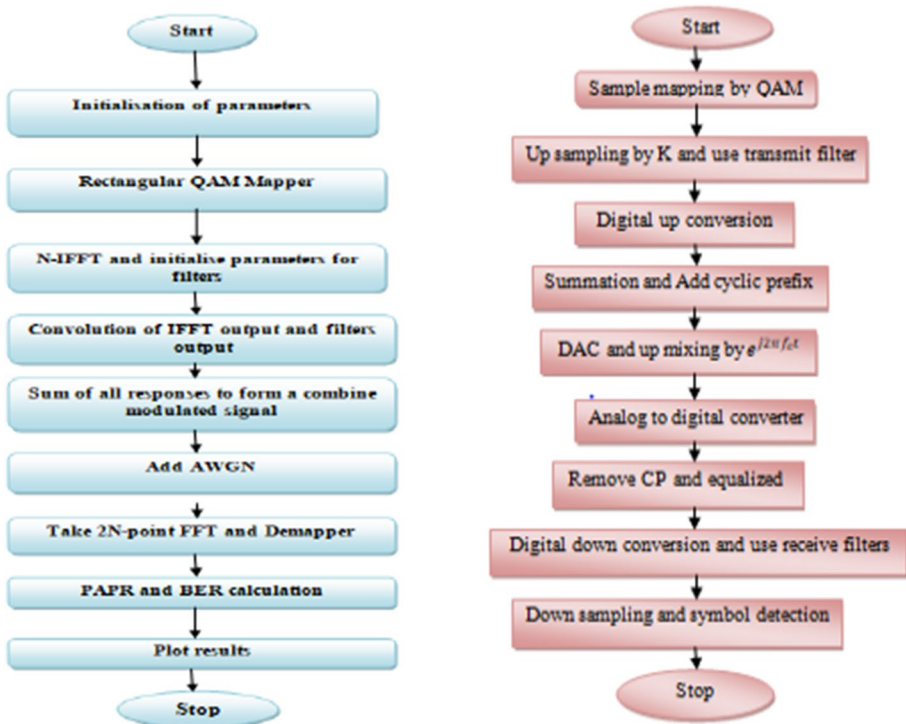 Start
Initialisation of parameters
Rectangular QAM Mapper
N-IFFT and initialise parameters for
filters
Convolution of IFFT output and filters
output
Sum of all responses to form a combine
modulated signal
Add AWGN
Take 2N-point FFT and Demapper
PAPR and BER calculation
Plot results
Stop
Start
Sample mapping by QAM
Up sampling by K and use transmit filter
Digital up conversion
Summation and Add cyclic prefix
DAC and up mixing by e^{j2πf_c t}
Analog to digital converter
Remove CP and equalized
Digital down conversion and use receive filters
Down sampling and symbol detection
Stop